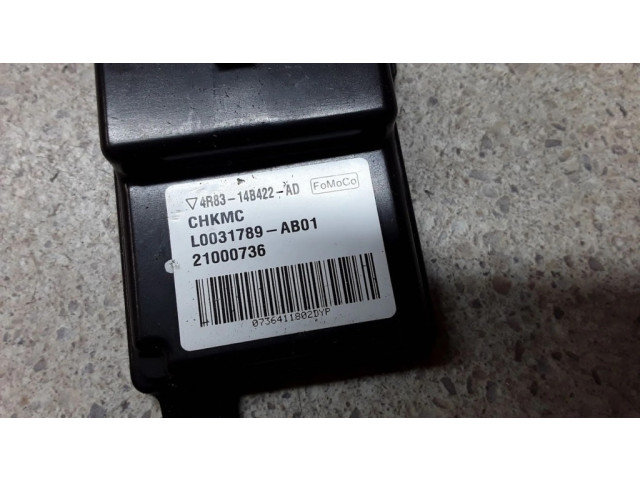 ▽ 4R83-14B422-AD FoMoCo
CHKMC
L0031789-AB01
21000736
0736411802DYP